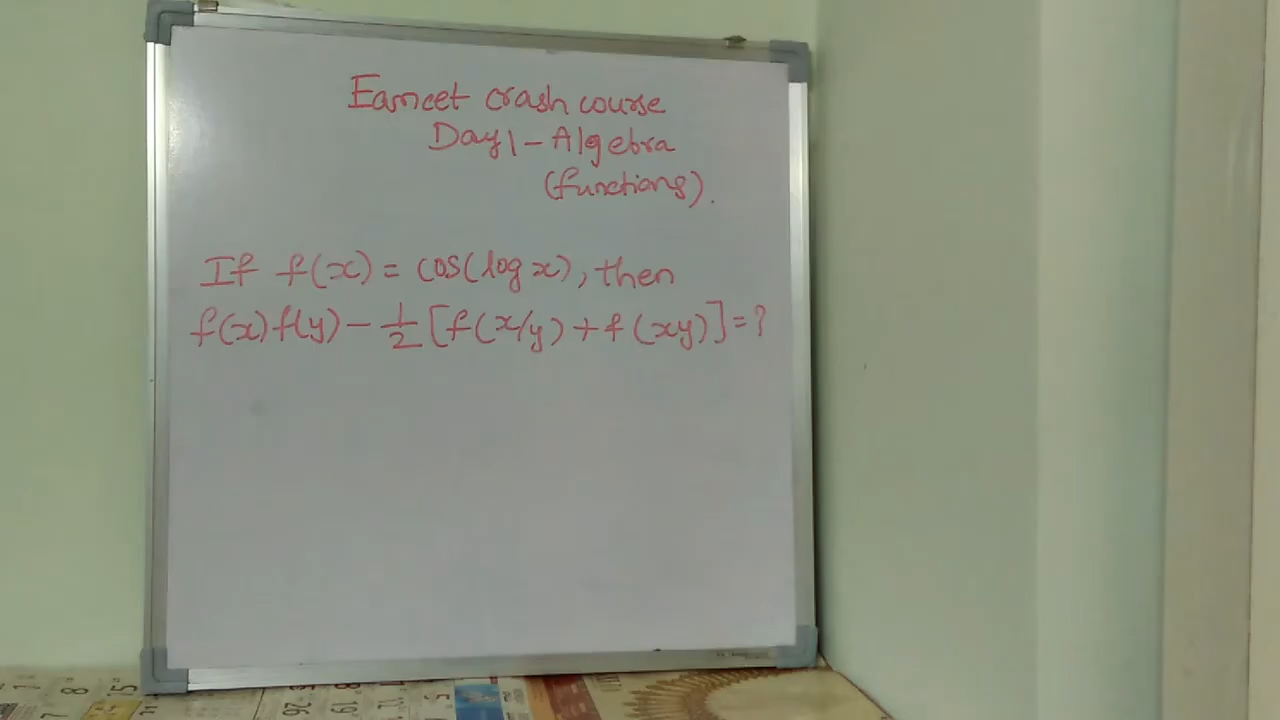 Eamcet crash course
Day 1 - Algebra
(functions).
If f(x) = cos(log x), then
f(x) f(y) - 1/2 [f(x/y) + f(xy)] = ?